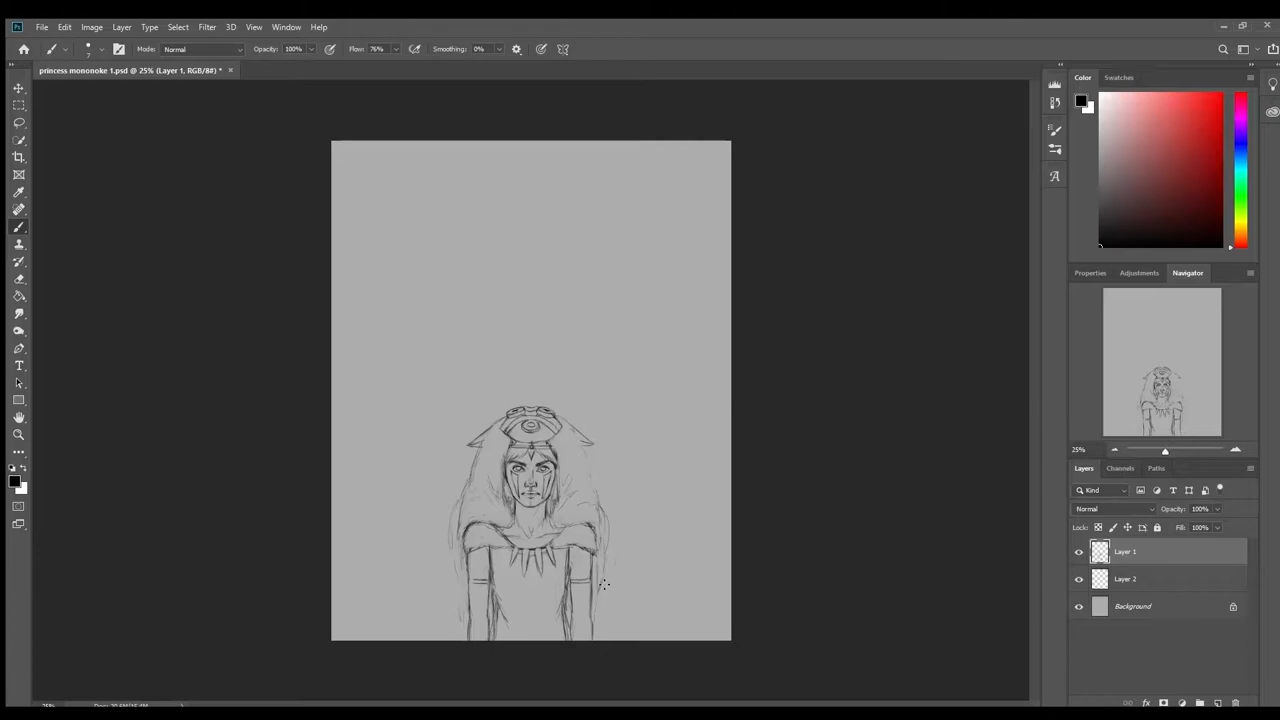 Ps File Edit Image Layer Type Select Filter 3D View Window Help
7 Mode: Normal Opacity: 100% Flow: 76% Smoothing: 0%
princess mononoke 1.psd @ 25% (Layer 1, RGB/8#) *
Color Swatches
Properties Adjustments Navigator
25%
Layers Channels Paths
Kind
Normal Opacity: 100%
Lock: Fill: 100%
Layer 1
Layer 2
Background